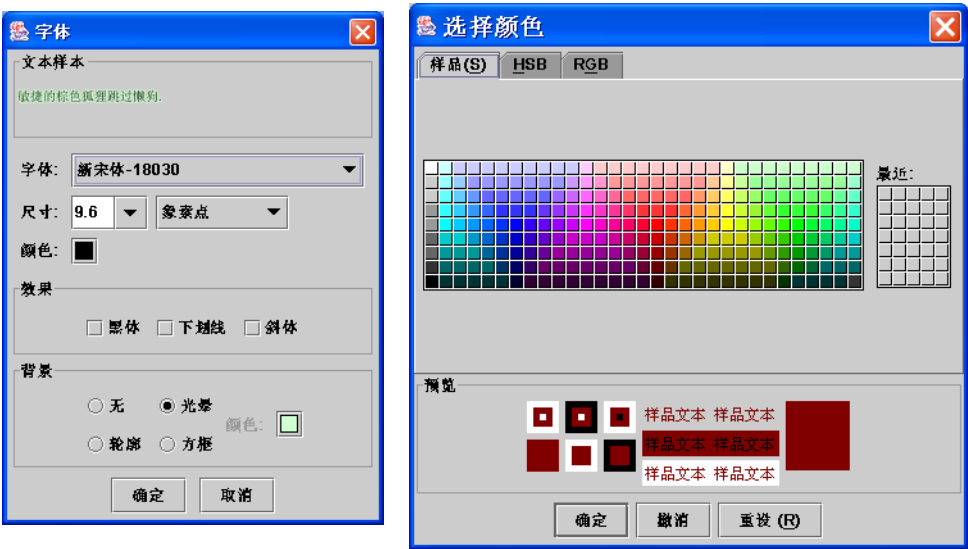 字体
文本样本
敏捷的棕色狐狸跳过懒狗.
字体: 新宋体-18030
尺寸: 9.6 象素点
颜色:
效果
黑体 下划线 斜体
背景
无 光晕
颜色:
轮廓 方框
确定 取消
选择颜色
样品(S) HSB RGB
最近:
预览
样品文本 样品文本
样品文本 样品文本
样品文本 样品文本
确定 撤消 重设 (R)